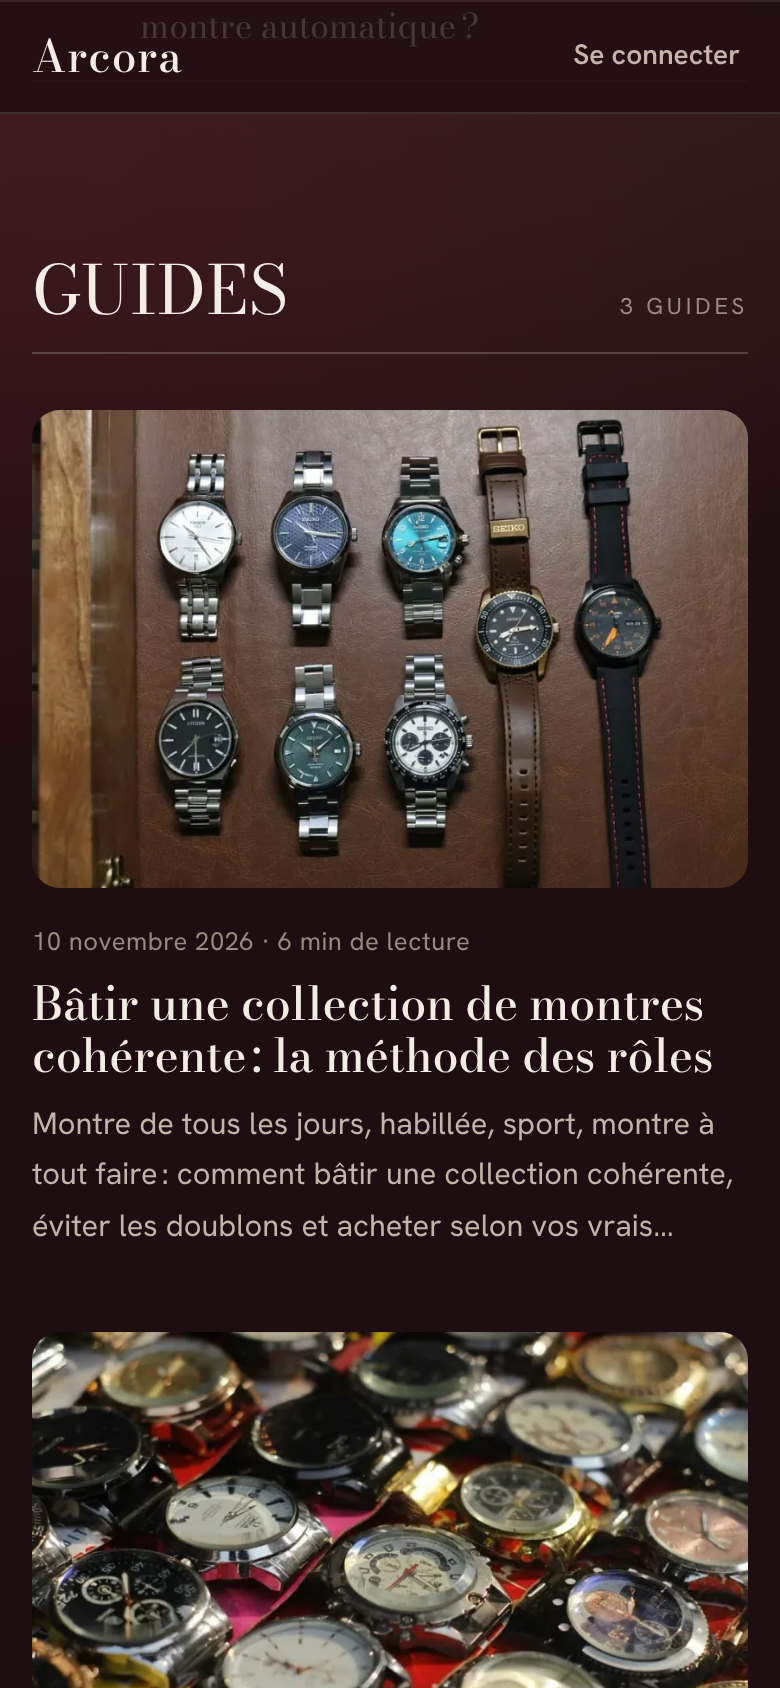 montre automatique ?
Arcora
Se connecter
GUIDES
3 GUIDES
SEIKO
10 novembre 2026 · 6 min de lecture
Bâtir une collection de montres
cohérente : la méthode des rôles
Montre de tous les jours, habillée, sport, montre à
tout faire : comment bâtir une collection cohérente,
éviter les doublons et acheter selon vos vrais...